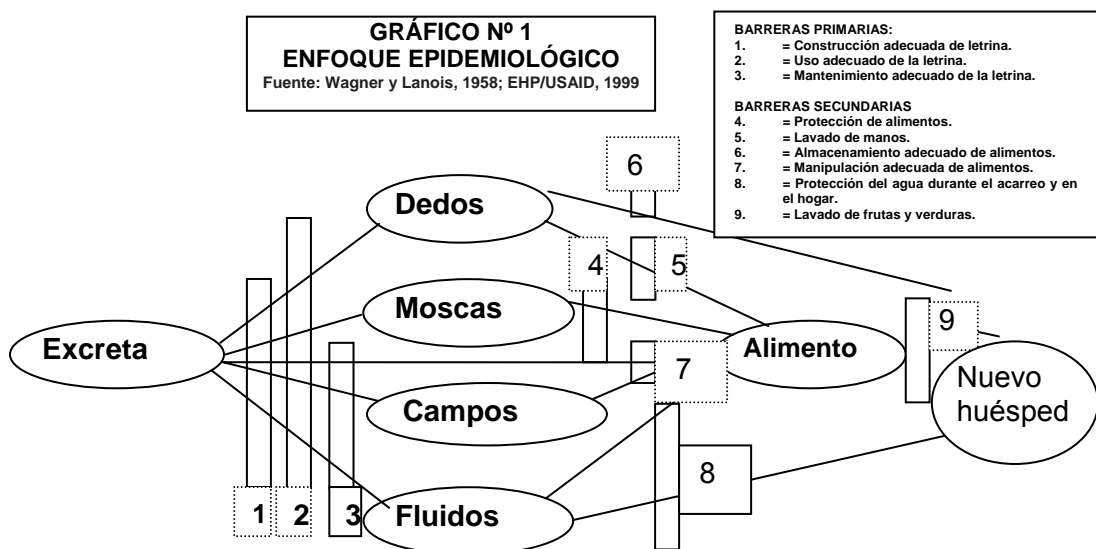 GRÁFICO Nº 1
ENFOQUE EPIDEMIOLÓGICO
Fuente: Wagner y Lanois, 1958; EHP/USAID, 1999
BARRERAS PRIMARIAS:
1. = Construcción adecuada de letrina.
2. = Uso adecuado de la letrina.
3. = Mantenimiento adecuado de la letrina.
BARRERAS SECUNDARIAS
4. = Protección de alimentos.
5. = Lavado de manos.
6. = Almacenamiento adecuado de alimentos.
7. = Manipulación adecuada de alimentos.
8. = Protección del agua durante el acarreo y en
el hogar.
9. = Lavado de frutas y verduras.
6
Dedos
4
5
Moscas
9
Excreta
Alimento
7
Nuevo
huésped
Campos
8
1
2
3
Fluidos